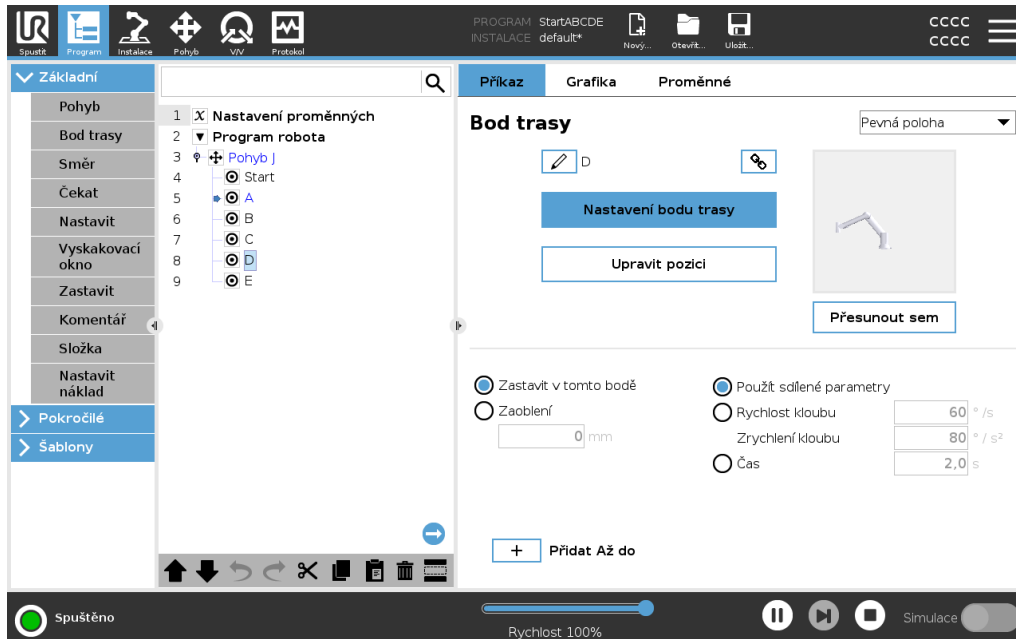 UR
Spustit
Program
Instalace
Pohyb
V/V
Protokol
PROGRAM StartABCDE
INSTALACE default*
Nový...
Otevřít...
Uložit...
cccc
cccc
Základní
Pohyb
Bod trasy
Směr
Čekat
Nastavit
Vyskakovací
okno
Zastavit
Komentář
Složka
Nastavit
náklad
Pokročilé
Šablony
1 X Nastavení proměnných
2 Program robota
3 Pohyb J
4 Start
5 A
6 B
7 C
8 D
9 E
Příkaz
Grafika
Proměnné
Bod trasy
Pevná poloha
D
Nastavení bodu trasy
Upravit pozici
Přesunout sem
Zastavit v tomto bodě
Zaoblení
0 mm
Použít sdílené parametry
Rychlost kloubu 60 ° /s
Zrychlení kloubu 80 ° / s²
Čas 2,0 s
+ Přidat Až do
Spuštěno
Rychlost 100%
Simulace